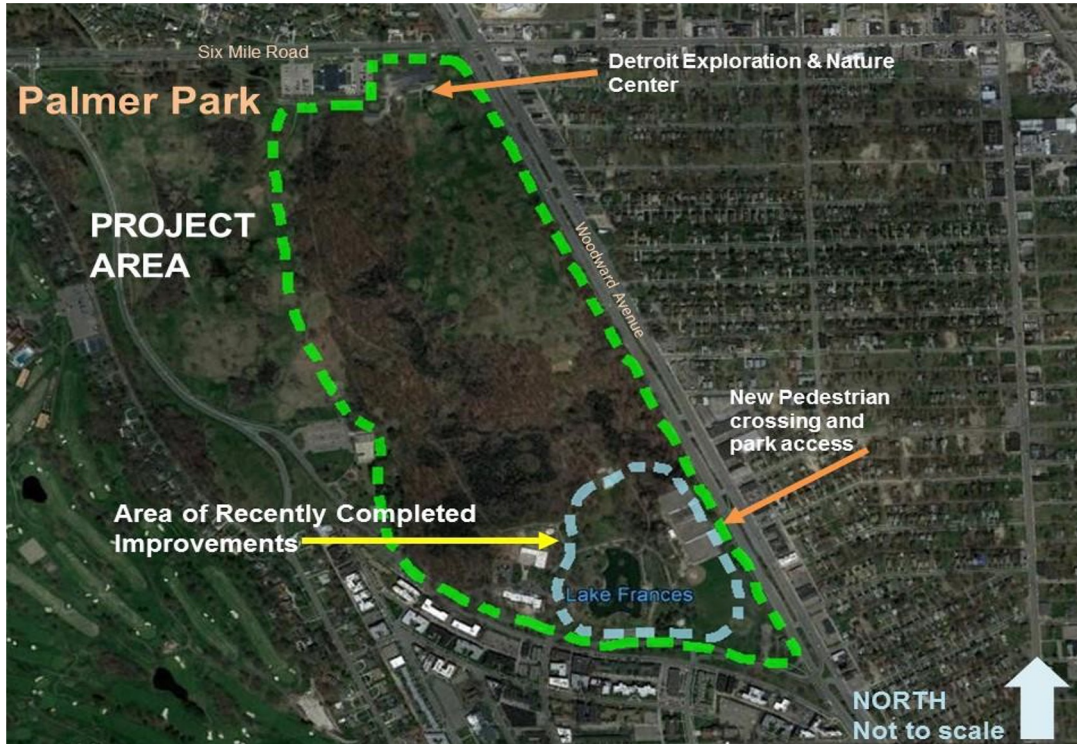 Six Mile Road
Detroit Exploration & Nature
Center
Palmer Park
PROJECT
AREA
Woodward Avenue
New Pedestrian
crossing and
park access
Area of Recently Completed
Improvements
Lake Frances
NORTH
Not to scale